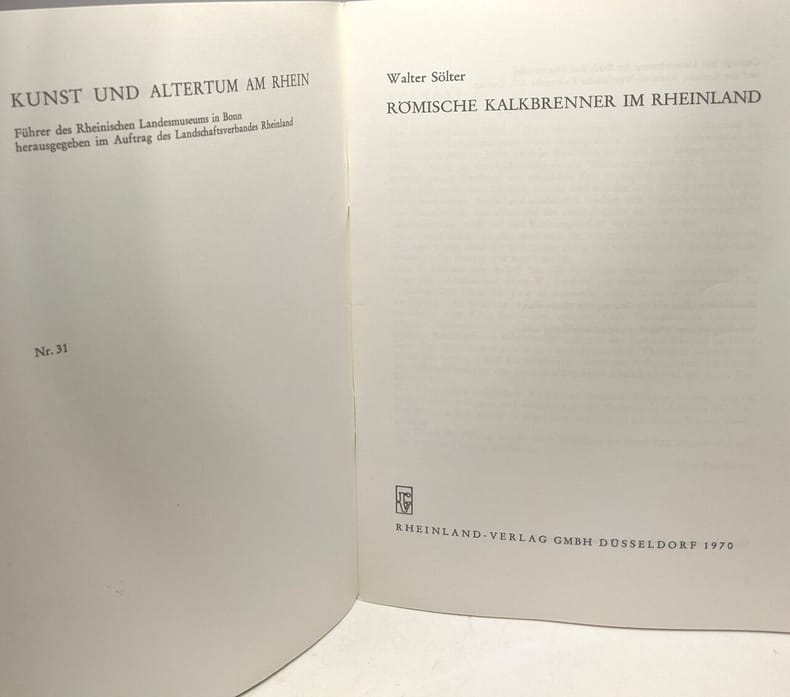 KUNST UND ALTERTUM AM RHEIN
Führer des Rheinischen Landesmuseums in Bonn
herausgegeben im Auftrag des Landschaftsverbandes Rheinland
Nr. 31
Walter Sölter
RÖMISCHE KALKBRENNER IM RHEINLAND
RHEINLAND-VERLAG GMBH DÜSSELDORF 1970